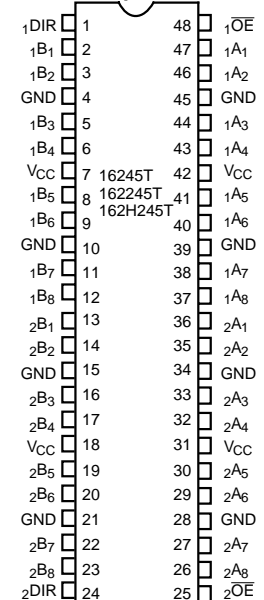 ₁DIR 1 48 ₁O̅E̅
₁B₁ 2 47 ₁A₁
₁B₂ 3 46 ₁A₂
GND 4 45 GND
₁B₃ 5 44 ₁A₃
₁B₄ 6 43 ₁A₄
VCC 7 16245T 42 VCC
₁B₅ 8 162245T 41 ₁A₅
162H245T
₁B₆ 9 40 ₁A₆
GND 10 39 GND
₁B₇ 11 38 ₁A₇
₁B₈ 12 37 ₁A₈
₂B₁ 13 36 ₂A₁
₂B₂ 14 35 ₂A₂
GND 15 34 GND
₂B₃ 16 33 ₂A₃
₂B₄ 17 32 ₂A₄
VCC 18 31 VCC
₂B₅ 19 30 ₂A₅
₂B₆ 20 29 ₂A₆
GND 21 28 GND
₂B₇ 22 27 ₂A₇
₂B₈ 23 26 ₂A₈
₂DIR 24 25 ₂O̅E̅